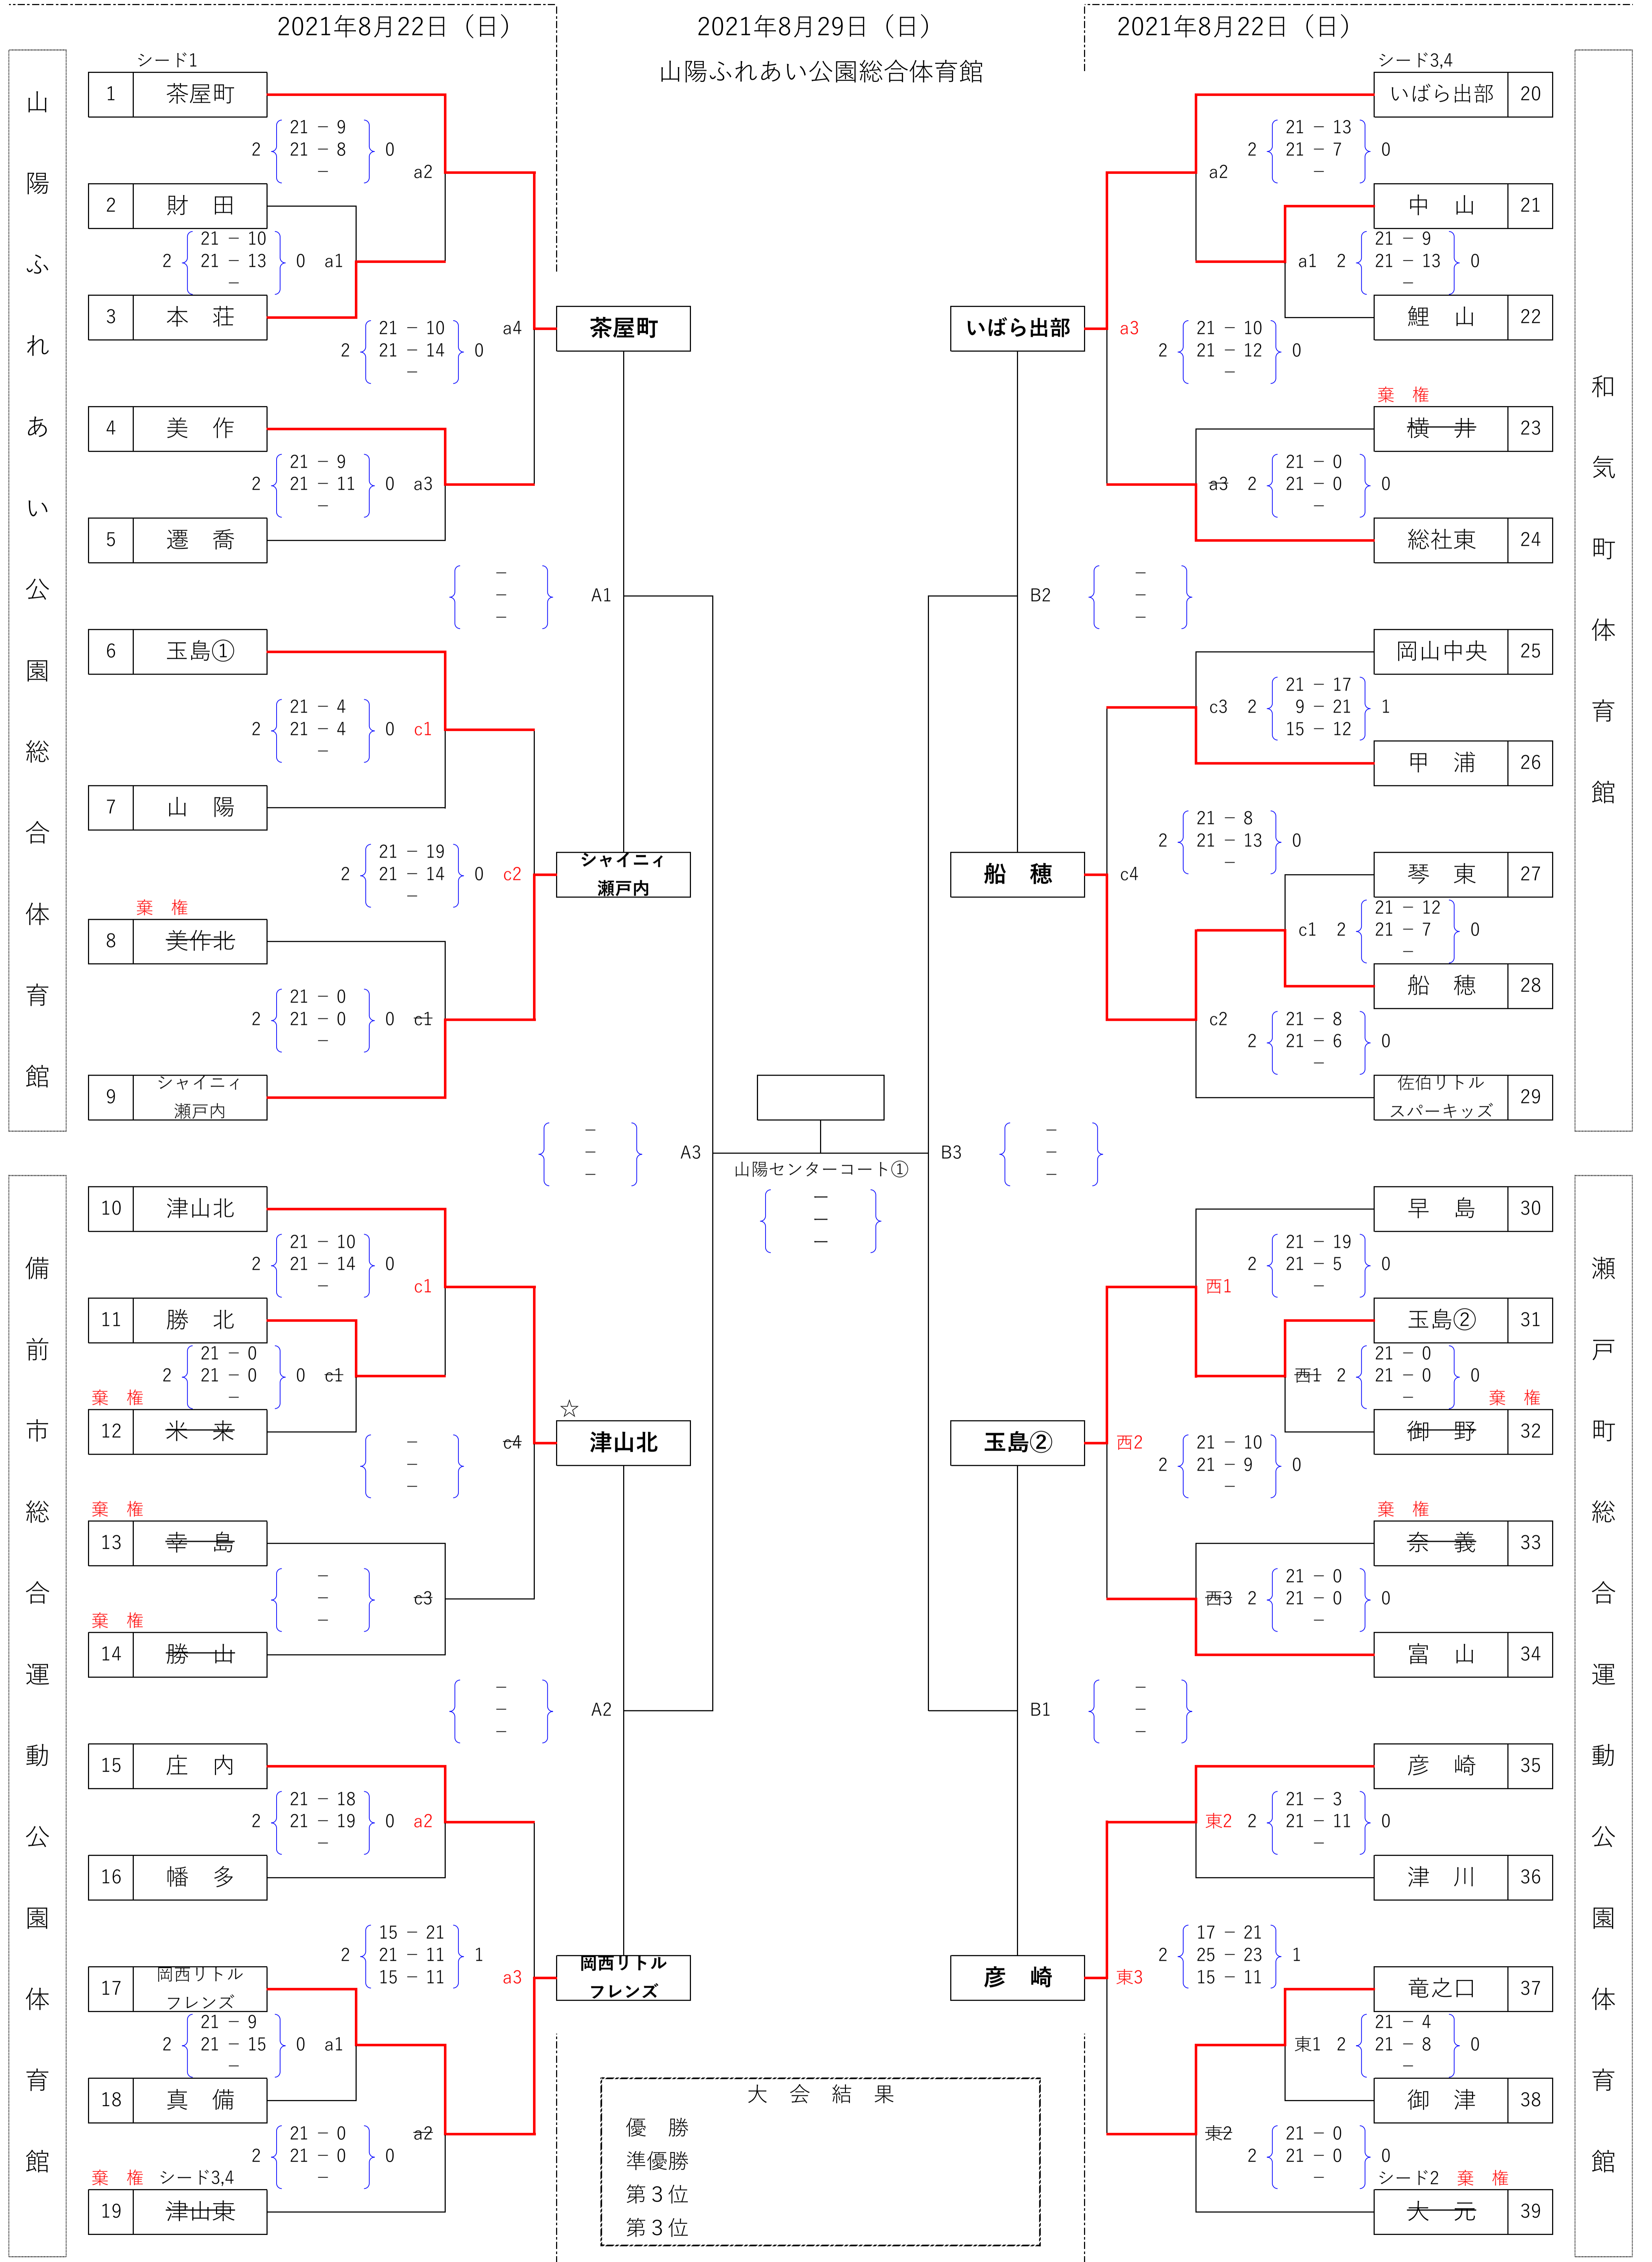 2021年8月22日（日）
2021年8月29日（日）
2021年8月22日（日）
山陽ふれあい公園総合体育館
山陽ふれあい公園総合体育館
シード1
1 茶屋町
21 － 9
2 21 － 8 0
－
a2
2 財　田
21 － 10
2 21 － 13 0 a1
－
3 本　荘
21 － 10
2 21 － 14 0
－
a4
茶屋町
4 美　作
21 － 9
2 21 － 11 0 a3
－
5 遷　喬
－
－ A1
－
6 玉島①
21 － 4
2 21 － 4 0 c1
－
7 山　陽
21 － 19
2 21 － 14 0 c2
－
シャイニィ
瀬戸内
棄　権
8 美作北
21 － 0
2 21 － 0 0 c1
－
9 シャイニィ
瀬戸内
－
－ A3
－
備前市総合運動公園体育館
10 津山北
21 － 10
2 21 － 14 0
－
c1
11 勝　北
21 － 0
2 21 － 0 0 c1
－
棄　権
12 米　来
－
－
－
c4
☆
津山北
棄　権
13 幸　島
－
－
－
c3
棄　権
14 勝　山
－
－ A2
－
15 庄　内
21 － 18
2 21 － 19 0 a2
－
16 幡　多
15 － 21
2 21 － 11 1
15 － 11
a3
岡西リトル
フレンズ
17 岡西リトル
フレンズ
21 － 9
2 21 － 15 0 a1
－
18 真　備
21 － 0
2 21 － 0 0
－
a2
棄　権 シード3,4
19 津山東
山陽センターコート①
－
－
－
大　会　結　果
優　勝
準優勝
第３位
第３位
和気町体育館
シード3,4
いばら出部 20
21 － 13
2 21 － 7 0
－
a2
中　山 21
21 － 9
a1 2 21 － 13 0
－
鯉　山 22
いばら出部
a3
21 － 10
2 21 － 12 0
－
棄　権
横　井 23
21 － 0
a3 2 21 － 0 0
－
総社東 24
－
B2 －
－
岡山中央 25
21 － 17
c3 2 9 － 21 1
15 － 12
甲　浦 26
21 － 8
2 21 － 13 0
－
船　穂
c4
琴　東 27
21 － 12
c1 2 21 － 7 0
－
船　穂 28
c2
21 － 8
2 21 － 6 0
－
佐伯リトル
スパーキッズ 29
－
B3 －
－
瀬戸町総合運動公園体育館
早　島 30
21 － 19
2 21 － 5 0
－
西1
玉島② 31
21 － 0
西1 2 21 － 0 0
－
棄　権
御　野 32
玉島②
西2
21 － 10
2 21 － 9 0
－
棄　権
奈　義 33
21 － 0
西3 2 21 － 0 0
－
富　山 34
－
B1 －
－
彦　崎 35
21 － 3
東2 2 21 － 11 0
－
津　川 36
17 － 21
2 25 － 23 1
15 － 11
彦　崎
東3
竜之口 37
21 － 4
東1 2 21 － 8 0
－
御　津 38
東2
21 － 0
2 21 － 0 0
－
シード2 棄　権
大　元 39